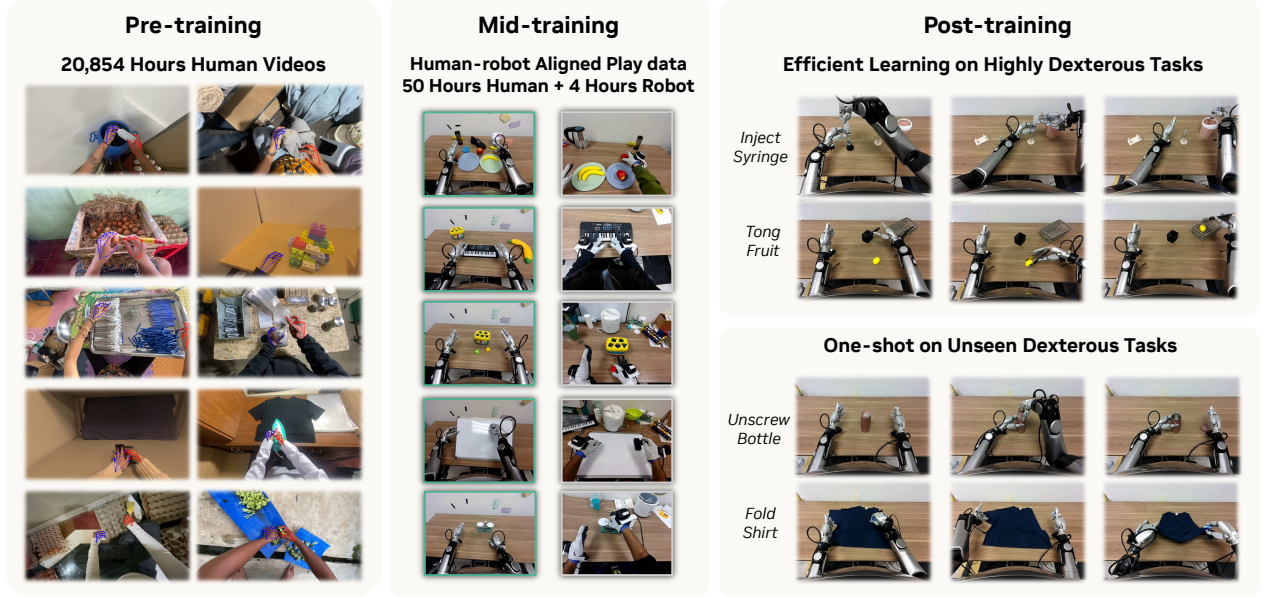 Pre-training
20,854 Hours Human Videos
Mid-training
Human-robot Aligned Play data
50 Hours Human + 4 Hours Robot
Post-training
Efficient Learning on Highly Dexterous Tasks
Inject
Syringe
Tong
Fruit
One-shot on Unseen Dexterous Tasks
Unscrew
Bottle
Fold
Shirt